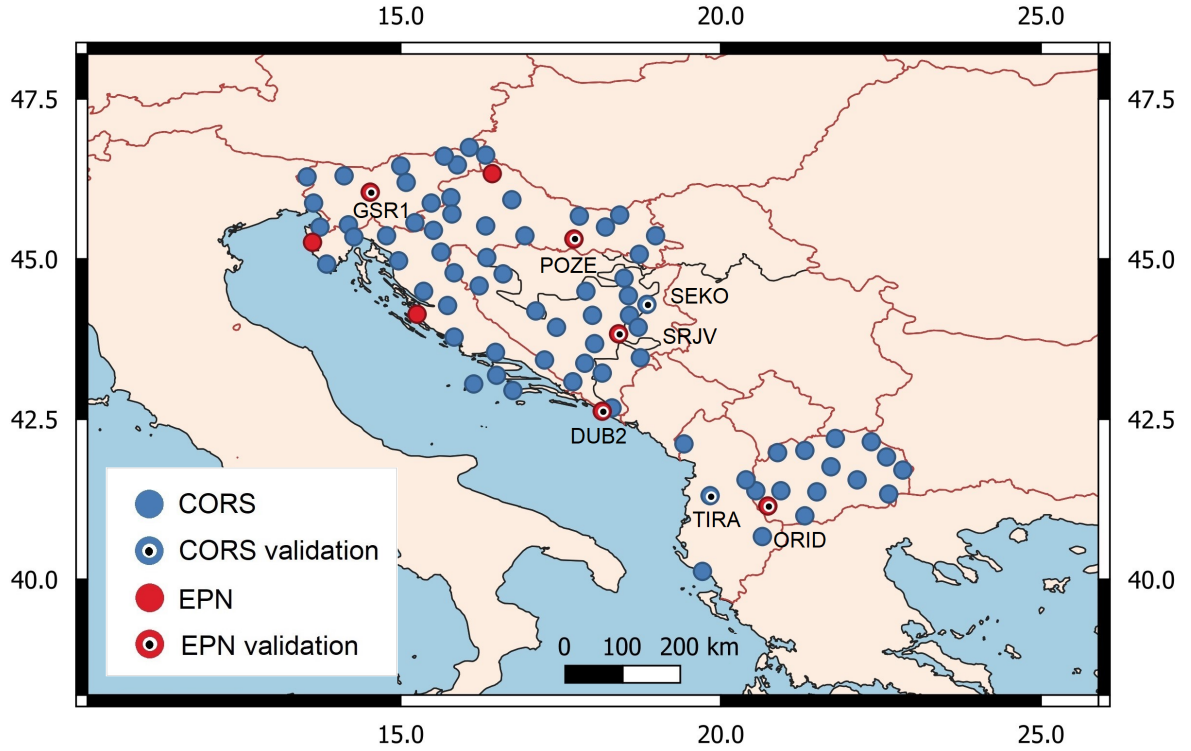 15.0 20.0 25.0
47.5 47.5
GSR1
45.0 45.0
POZE
SEKO
SRJV
42.5 42.5
DUB2
CORS
TIRA
ORID
CORS validation
40.0 40.0
EPN
EPN validation
0 100 200 km
15.0 20.0 25.0